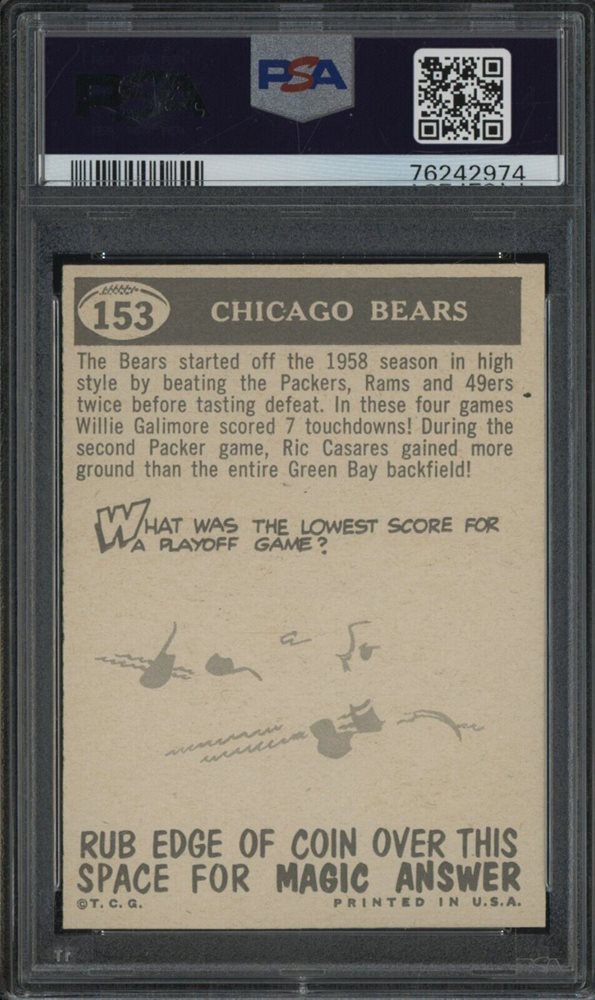 PSA
PSA
76242974
153
CHICAGO BEARS
The Bears started off the 1958 season in high
style by beating the Packers, Rams and 49ers
twice before tasting defeat. In these four games
Willie Galimore scored 7 touchdowns! During the
second Packer game, Ric Casares gained more
ground than the entire Green Bay backfield!
WHAT WAS THE LOWEST SCORE FOR
A PLAYOFF GAME?
RUB EDGE OF COIN OVER THIS
SPACE FOR MAGIC ANSWER
©T. C. G.
PRINTED IN U.S.A.
PSA